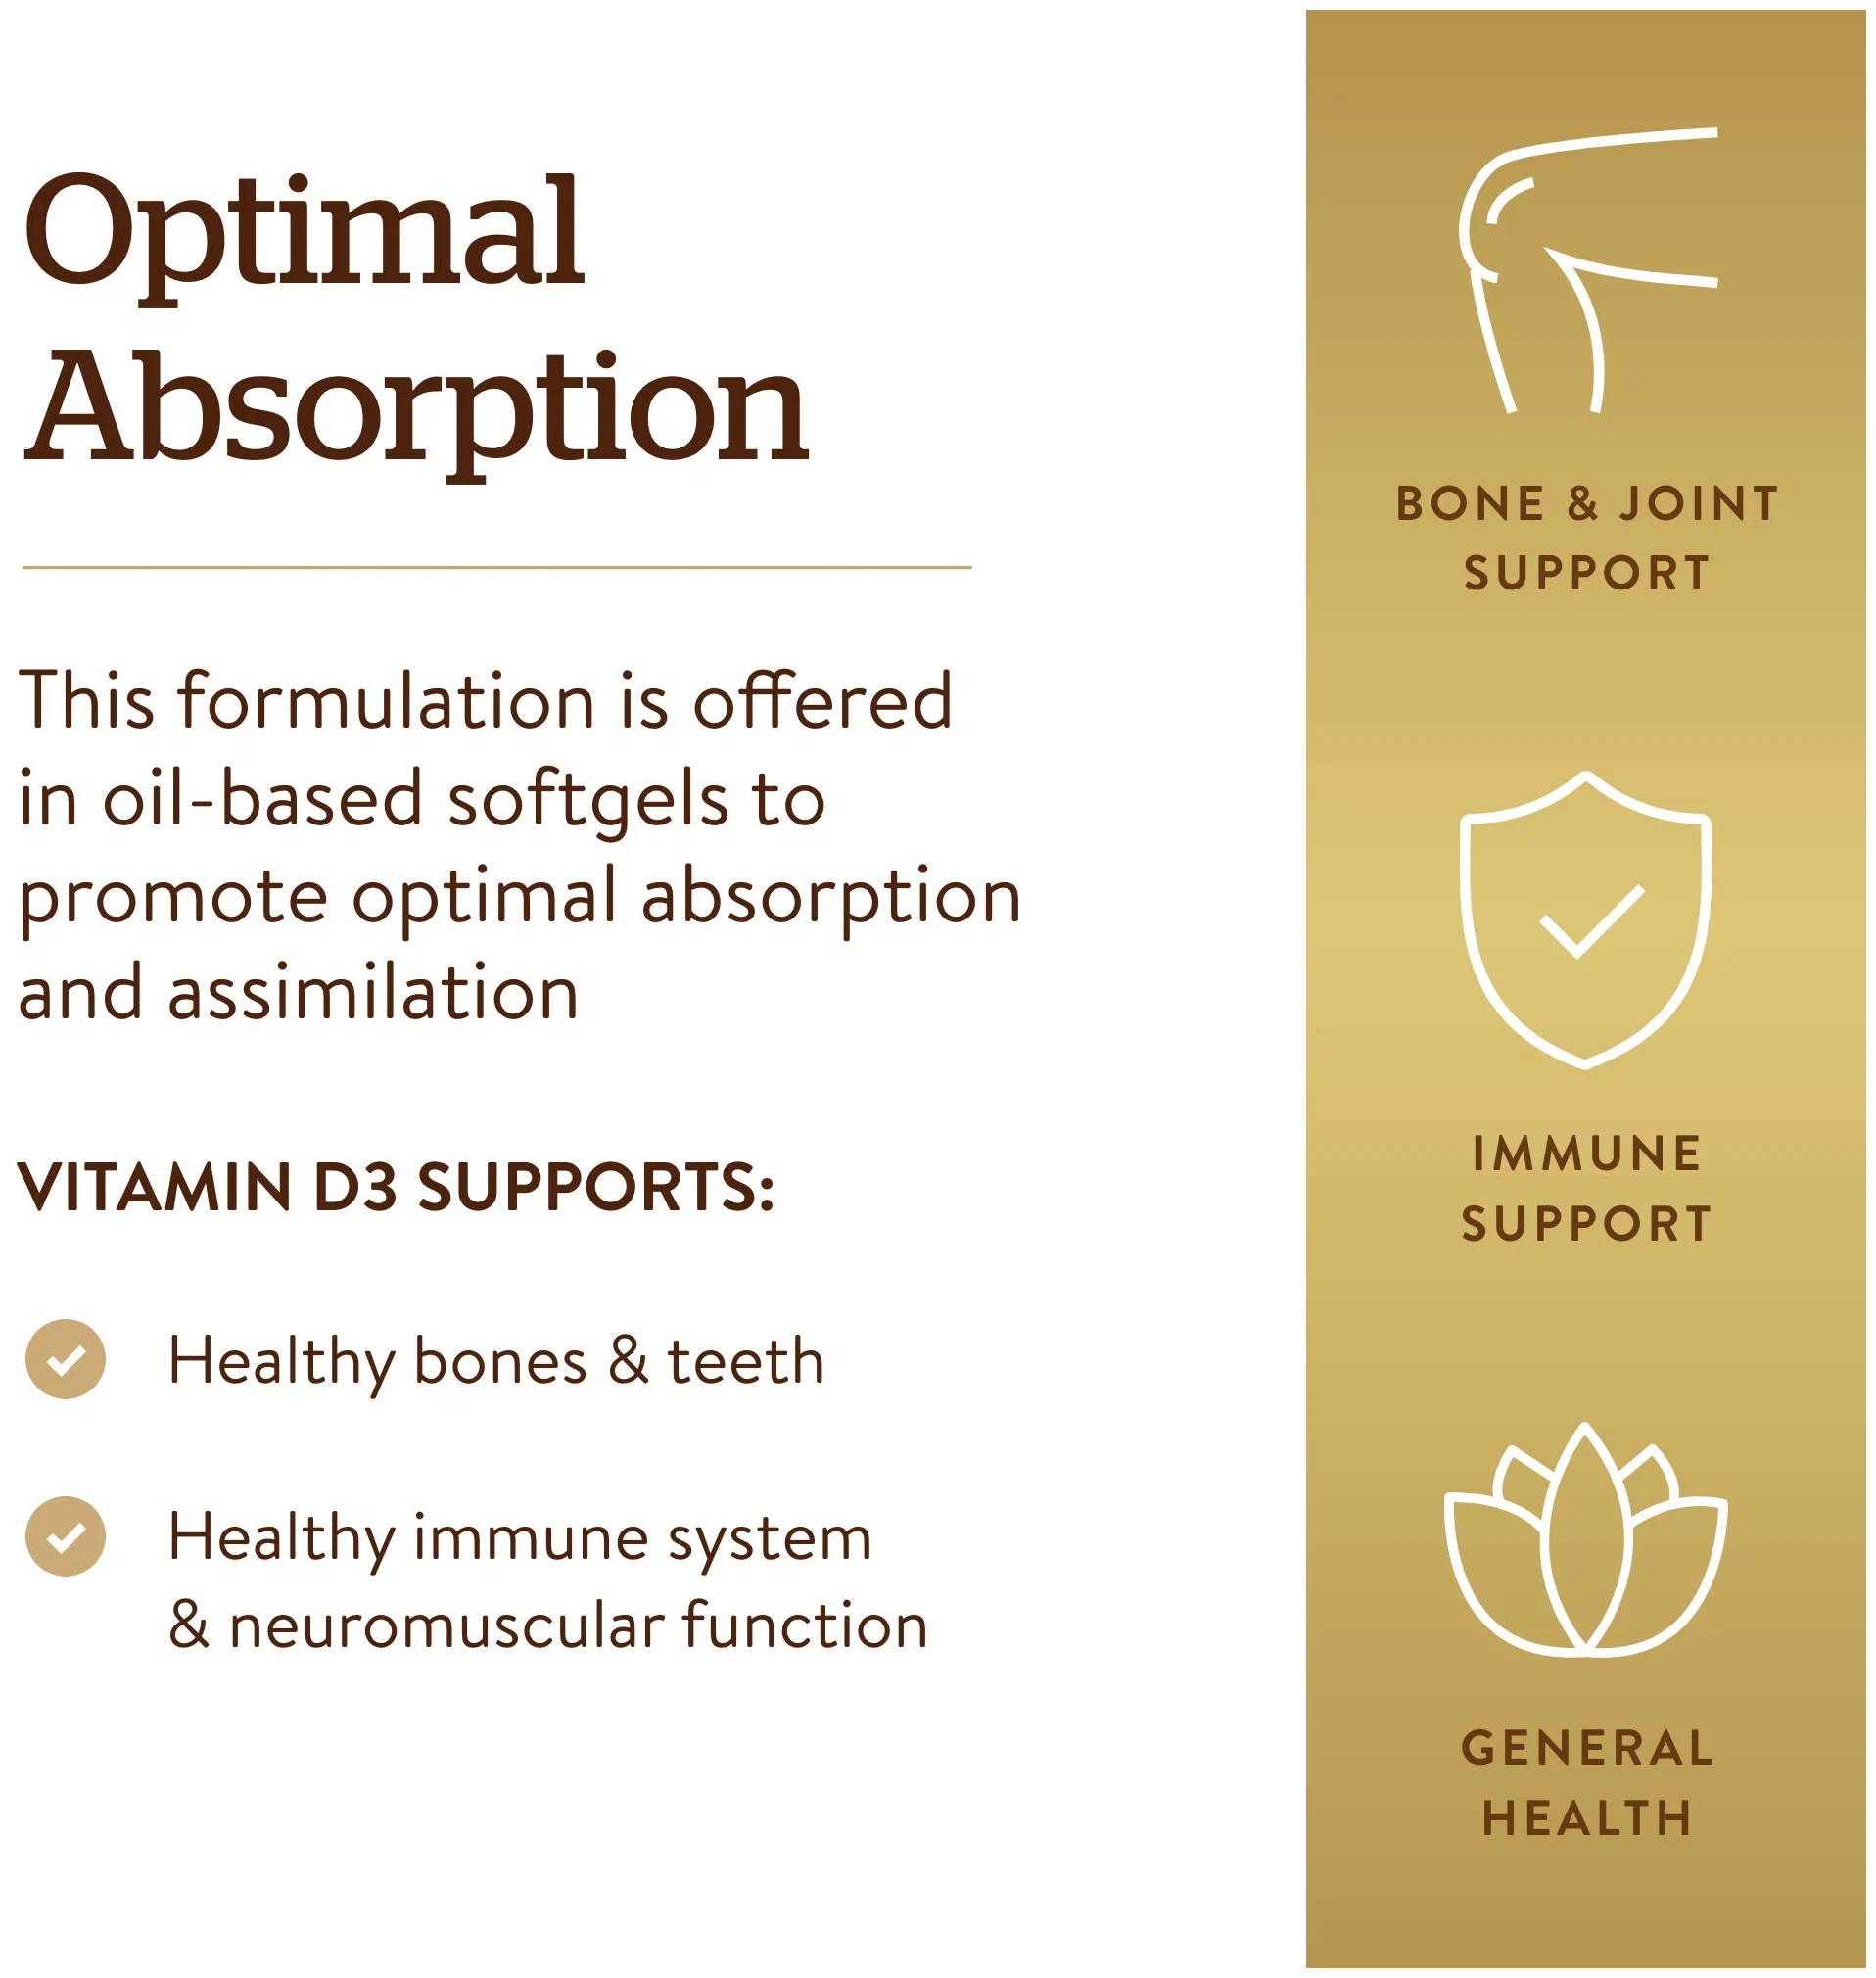 Optimal
Absorption
This formulation is offered
in oil-based softgels to
promote optimal absorption
and assimilation
VITAMIN D3 SUPPORTS:
Healthy bones & teeth
Healthy immune system
& neuromuscular function
BONE & JOINT
SUPPORT
IMMUNE
SUPPORT
GENERAL
HEALTH